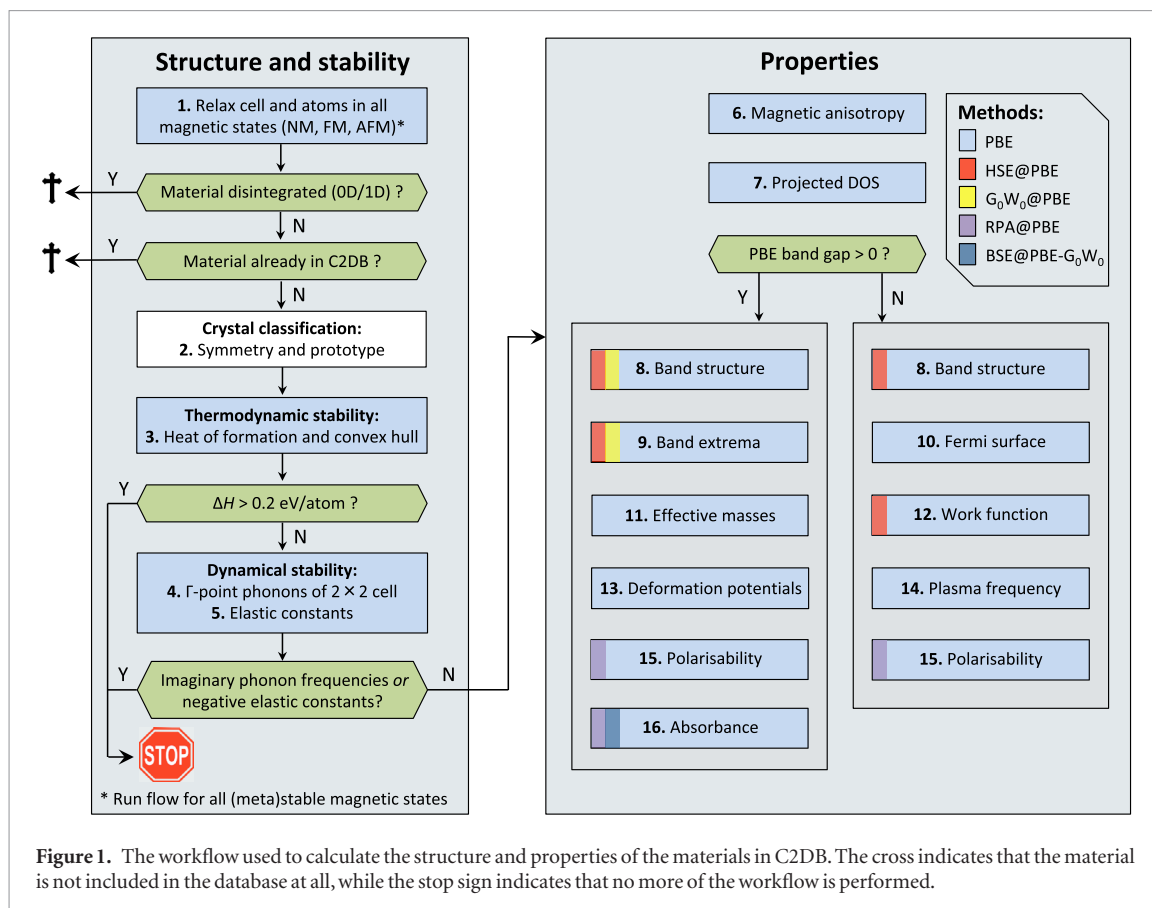 Structure and stability
1. Relax cell and atoms in all
magnetic states (NM, FM, AFM)*
Y
Material disintegrated (0D/1D) ?
N
Y
Material already in C2DB ?
N
Crystal classification:
2. Symmetry and prototype
Thermodynamic stability:
3. Heat of formation and convex hull
Y
ΔH > 0.2 eV/atom ?
N
Dynamical stability:
4. Γ-point phonons of 2 × 2 cell
5. Elastic constants
Y
Imaginary phonon frequencies or
negative elastic constants?
N
STOP
* Run flow for all (meta)stable magnetic states
Properties
6. Magnetic anisotropy
7. Projected DOS
PBE band gap > 0 ?
Y
N
Methods:
PBE
HSE@PBE
G₀W₀@PBE
RPA@PBE
BSE@PBE-G₀W₀
8. Band structure
9. Band extrema
11. Effective masses
13. Deformation potentials
15. Polarisability
16. Absorbance
8. Band structure
10. Fermi surface
12. Work function
14. Plasma frequency
15. Polarisability
Figure 1. The workflow used to calculate the structure and properties of the materials in C2DB. The cross indicates that the material
is not included in the database at all, while the stop sign indicates that no more of the workflow is performed.